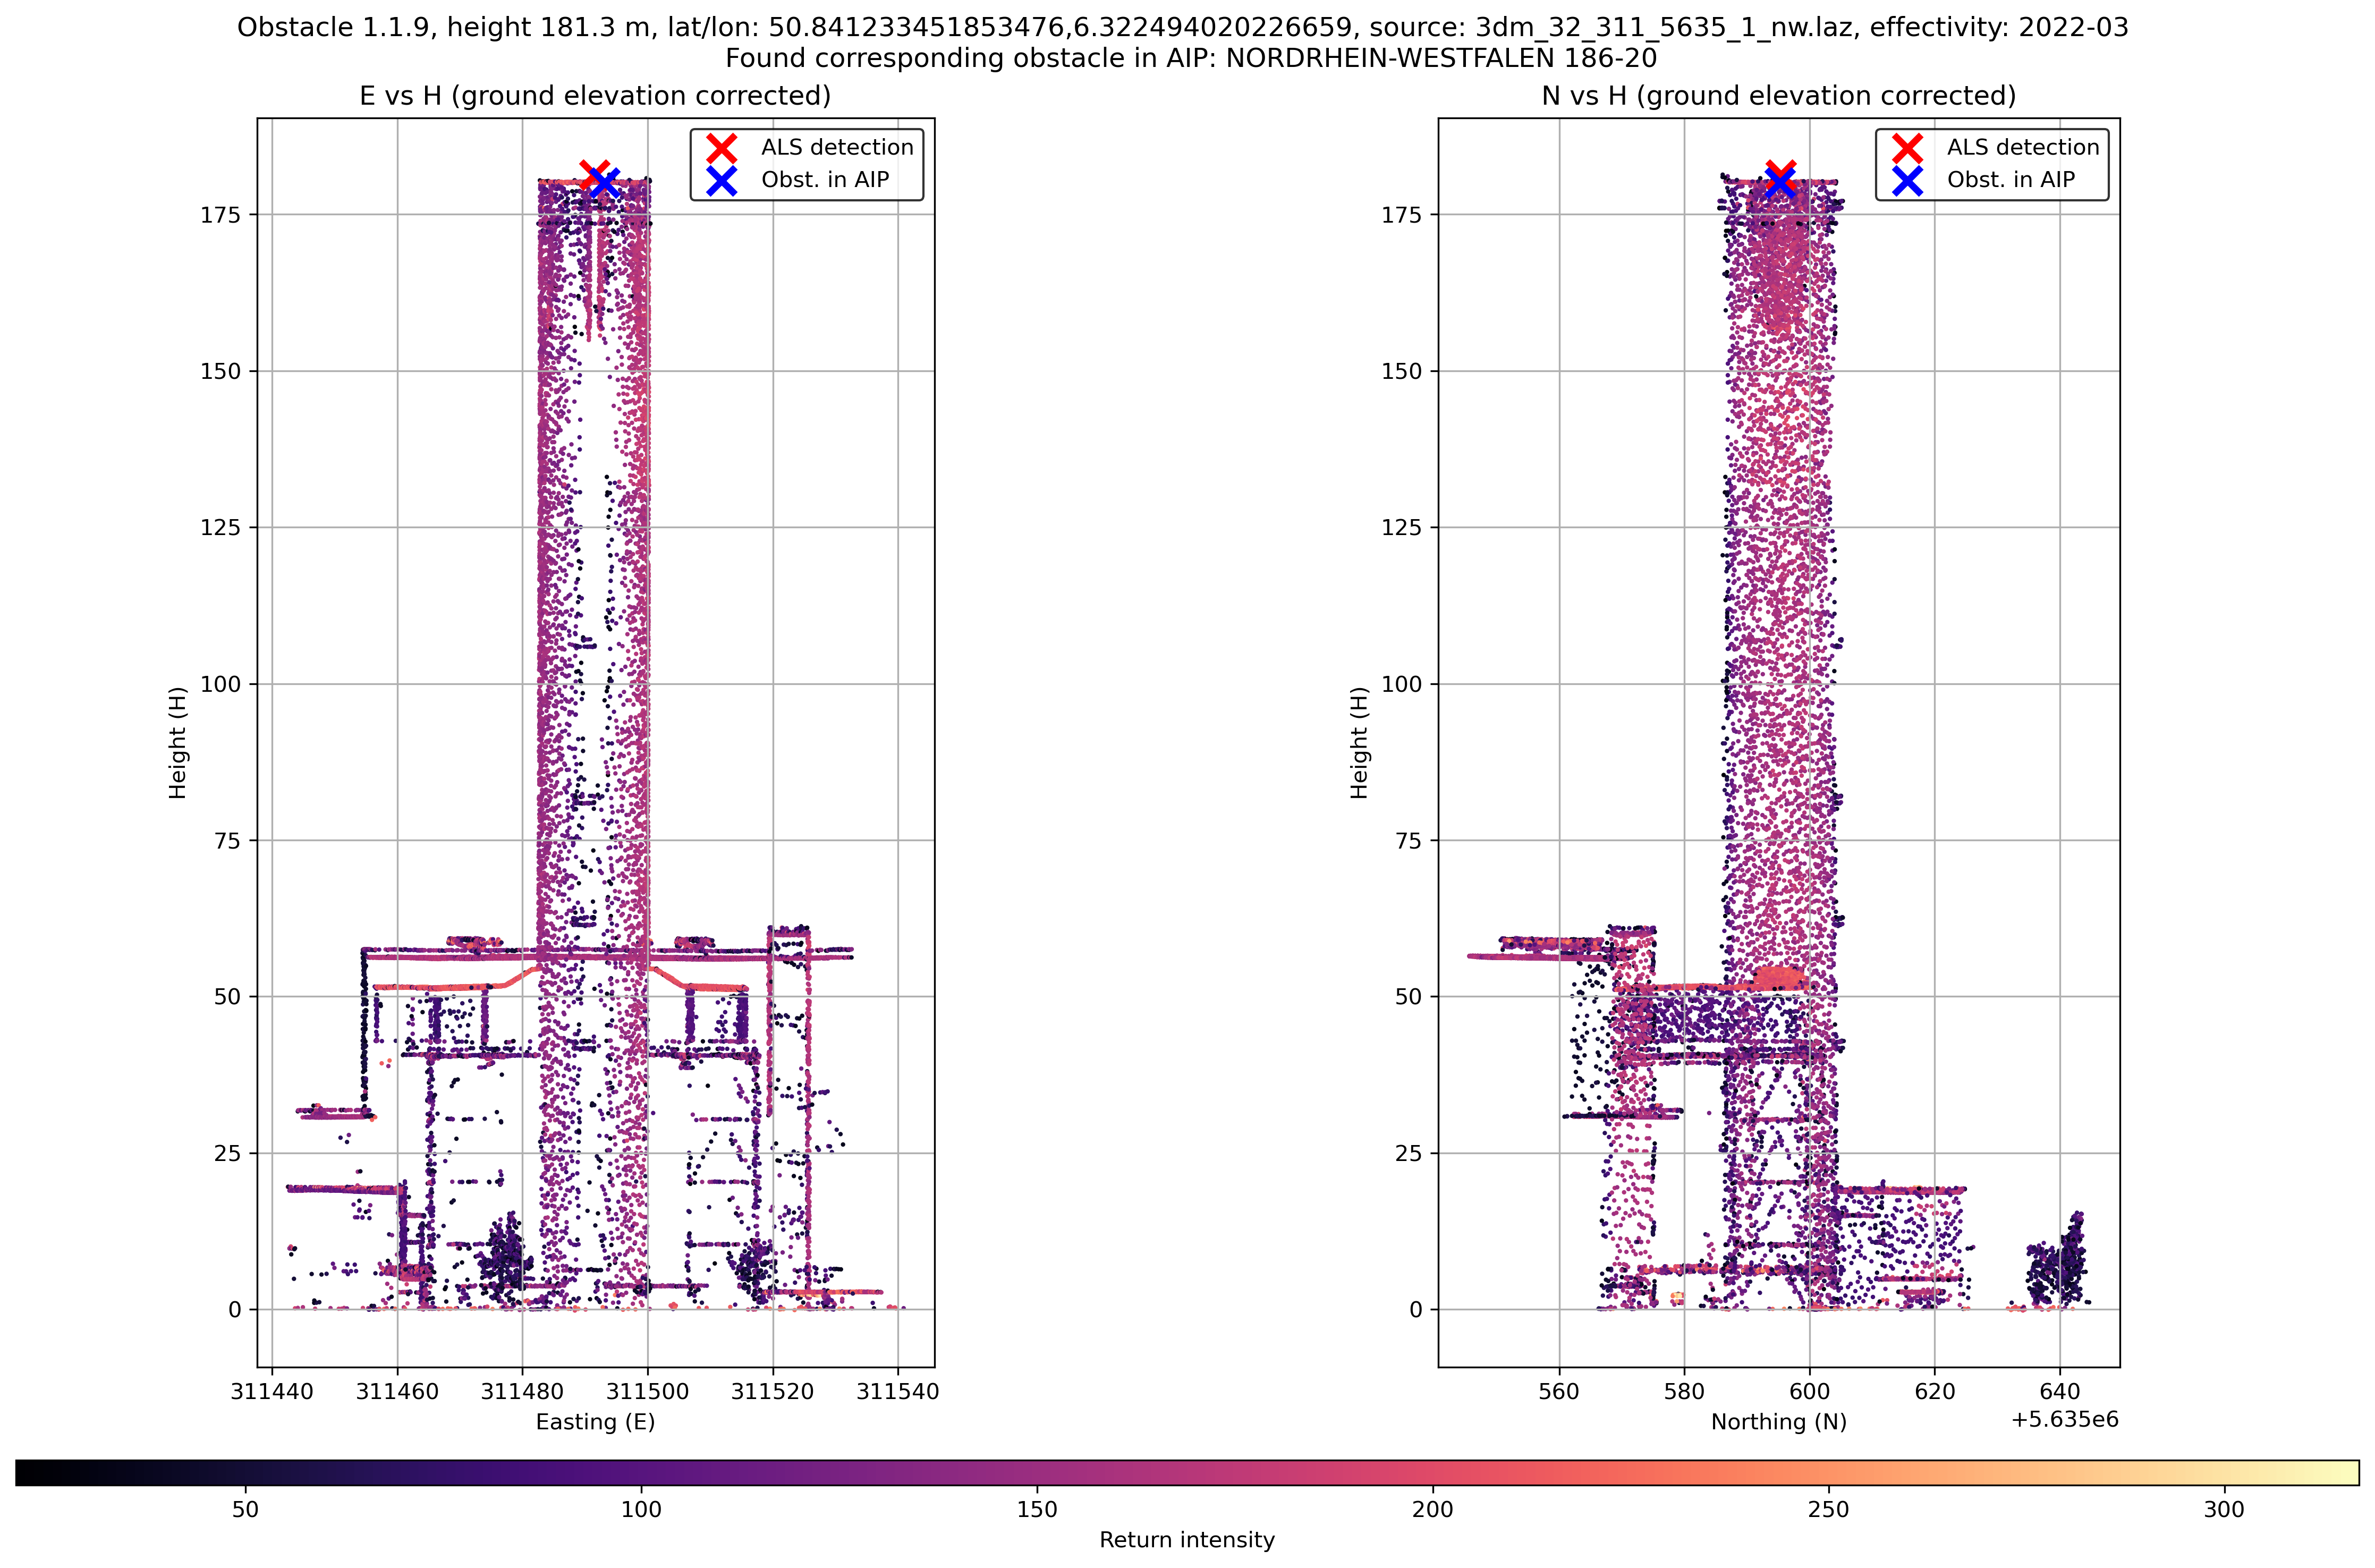 Obstacle 1.1.9, height 181.3 m, lat/lon: 50.841233451853476,6.322494020226659, source: 3dm_32_311_5635_1_nw.laz, effectivity: 2022-03
Found corresponding obstacle in AIP: NORDRHEIN-WESTFALEN 186-20
E vs H (ground elevation corrected)
ALS detection
Obst. in AIP
175
150
125
100
75
50
25
0
Height (H)
311440 311460 311480 311500 311520 311540
Easting (E)
N vs H (ground elevation corrected)
ALS detection
Obst. in AIP
175
150
125
100
75
50
25
0
Height (H)
560 580 600 620 640
+5.635e6
Northing (N)
50 100 150 200 250 300
Return intensity